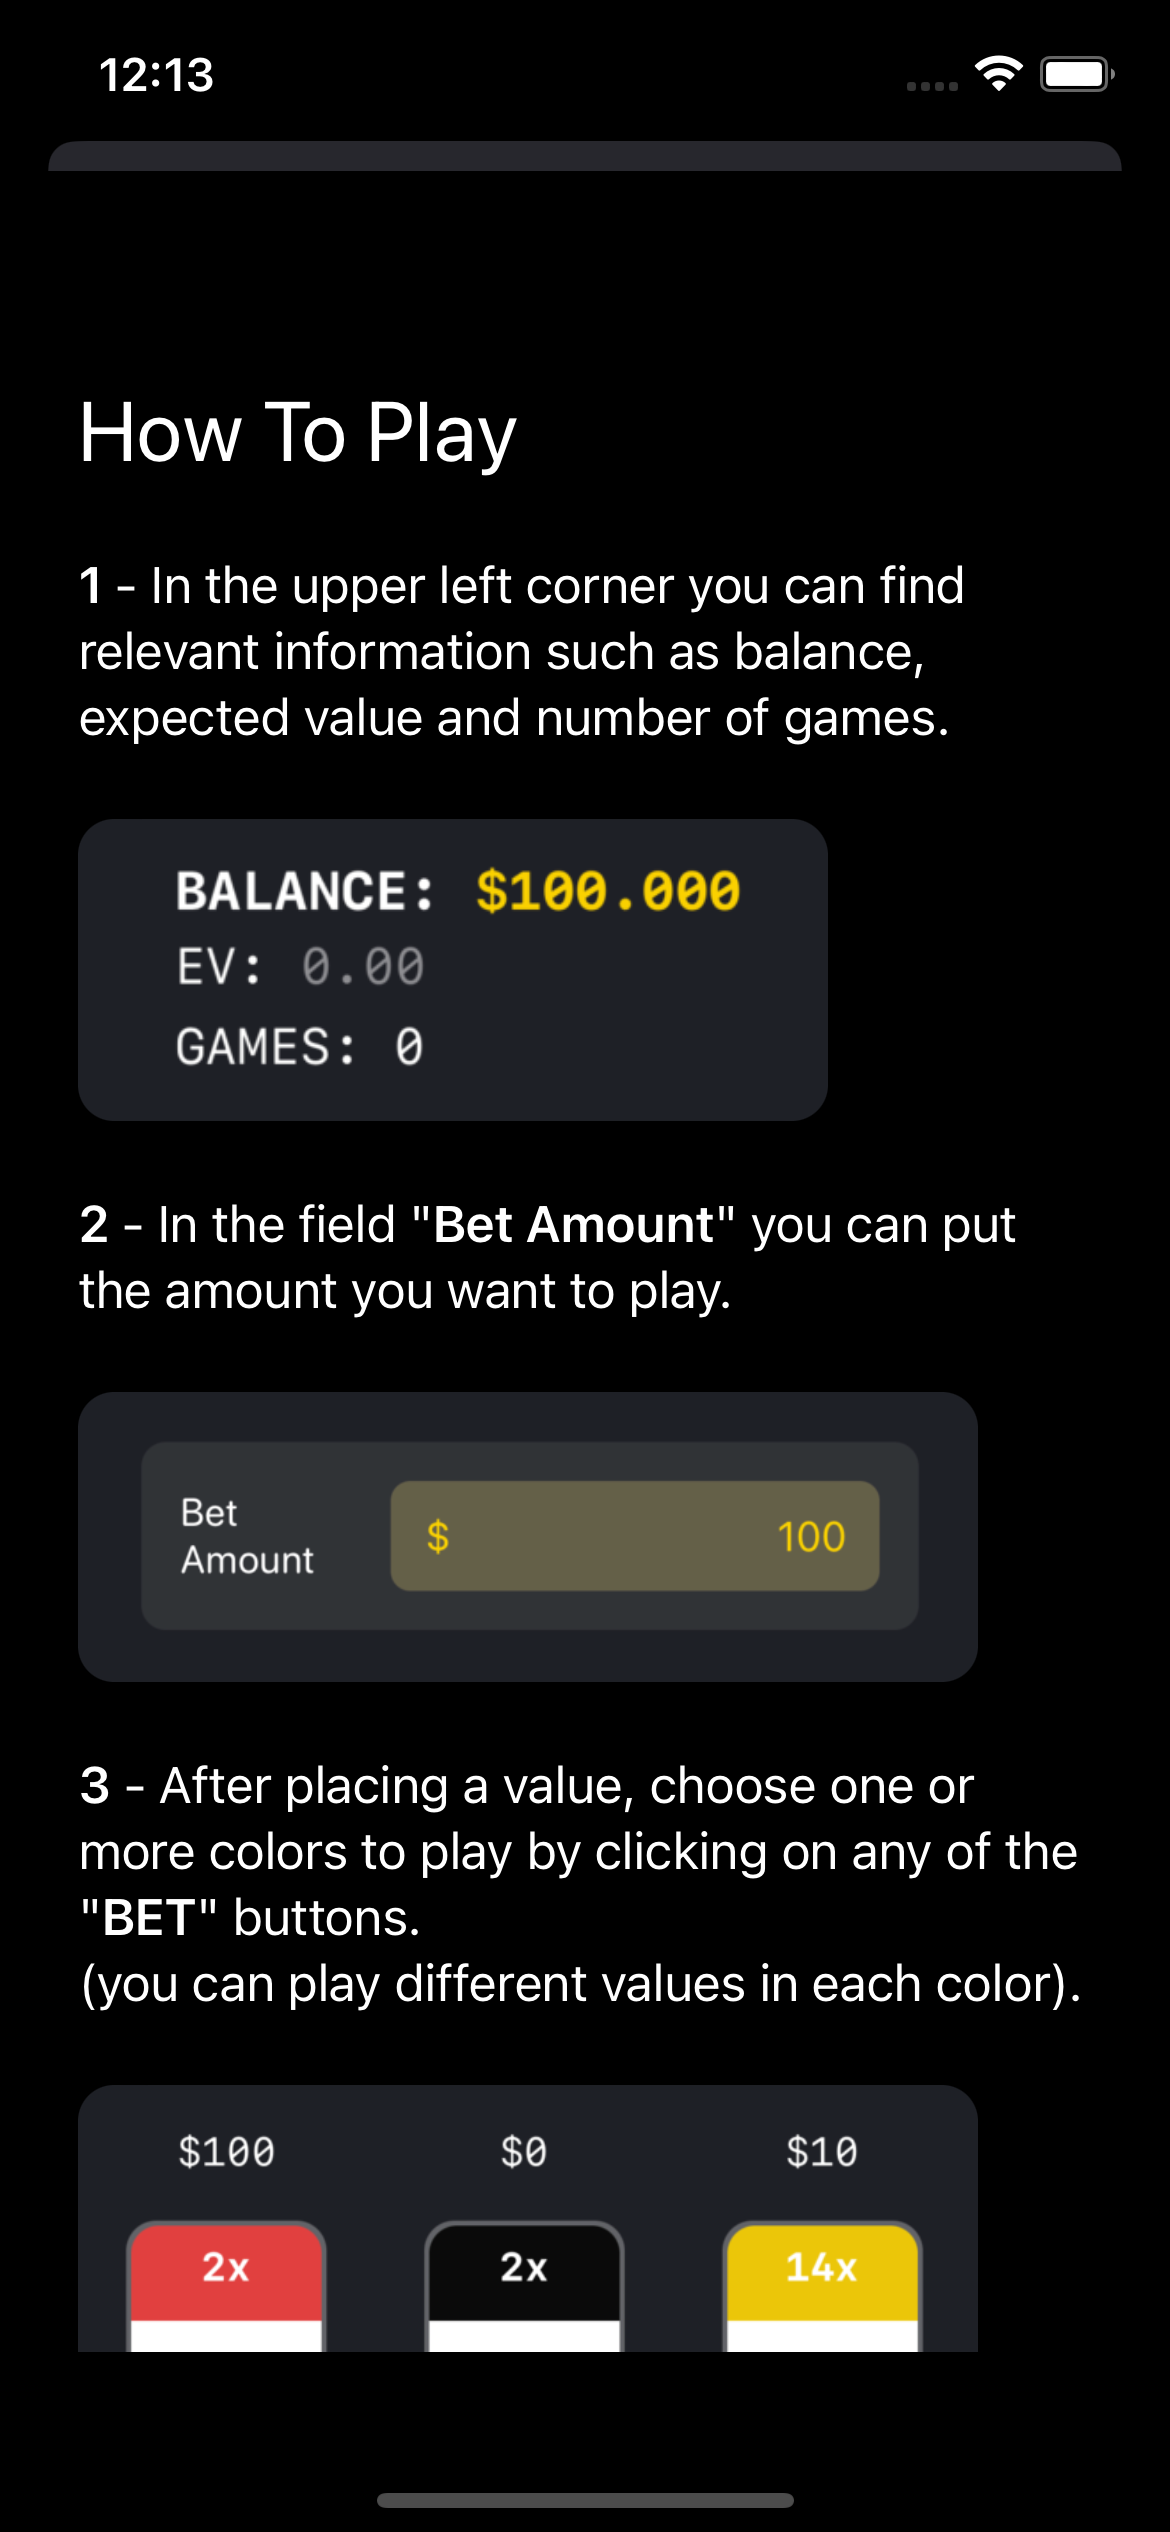 12:13
How To Play
1 - In the upper left corner you can find
relevant information such as balance,
expected value and number of games.
BALANCE: $100.000
EV: 0.00
GAMES: 0
2 - In the field "Bet Amount" you can put
the amount you want to play.
Bet
Amount
$ 100
3 - After placing a value, choose one or
more colors to play by clicking on any of the
"BET" buttons.
(you can play different values in each color).
$100 $0 $10
2x 2x 14x